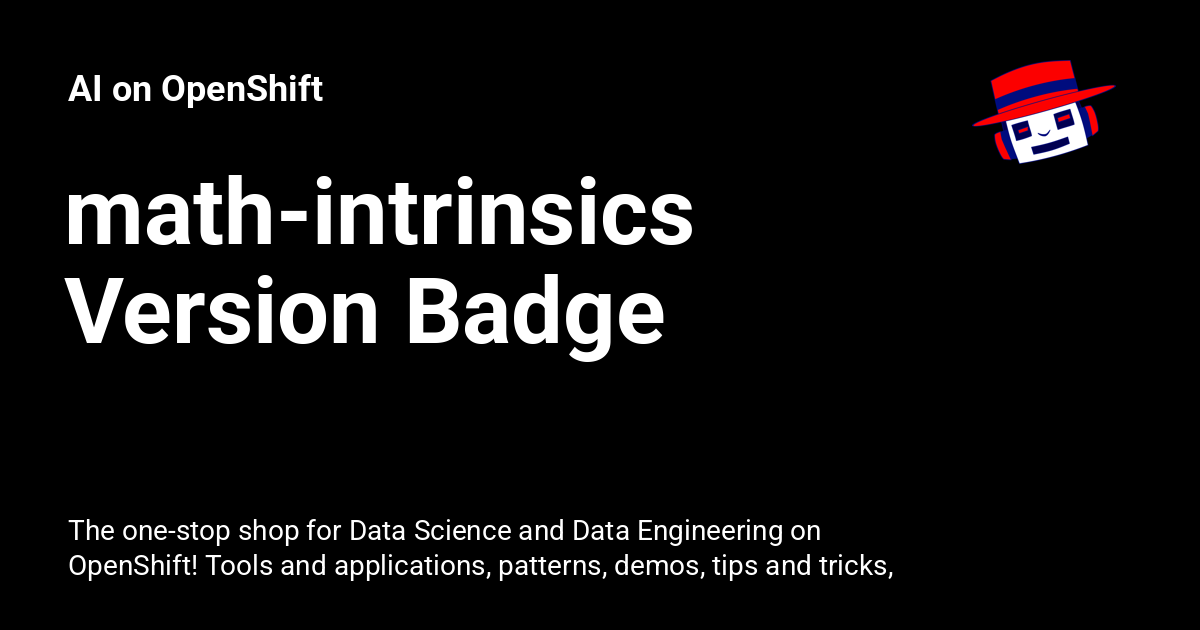 AI on OpenShift
math-intrinsics
Version Badge
The one-stop shop for Data Science and Data Engineering on
OpenShift! Tools and applications, patterns, demos, tips and tricks,